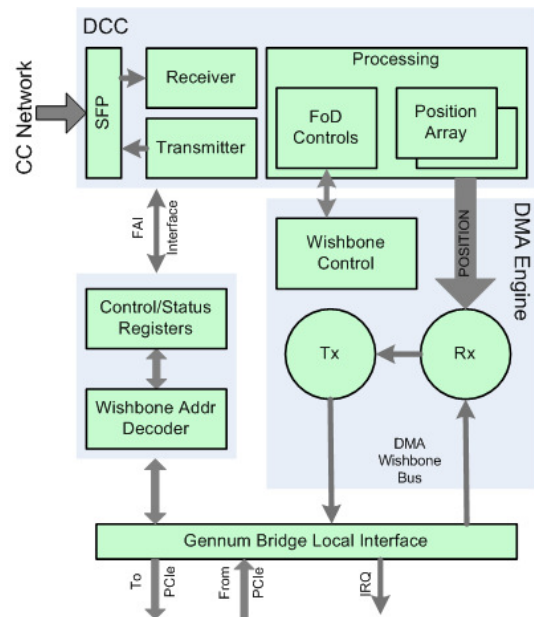 DCC
CC Network
SFP
Receiver
Transmitter
Processing
FoD
Controls
Position
Array
FAI
Interface
Wishbone
Control
POSITION
DMA Engine
Control/Status
Registers
Wishbone Addr
Decoder
Tx
Rx
DMA
Wishbone
Bus
Gennum Bridge Local Interface
To
PCIe
From
PCIe
IRQ